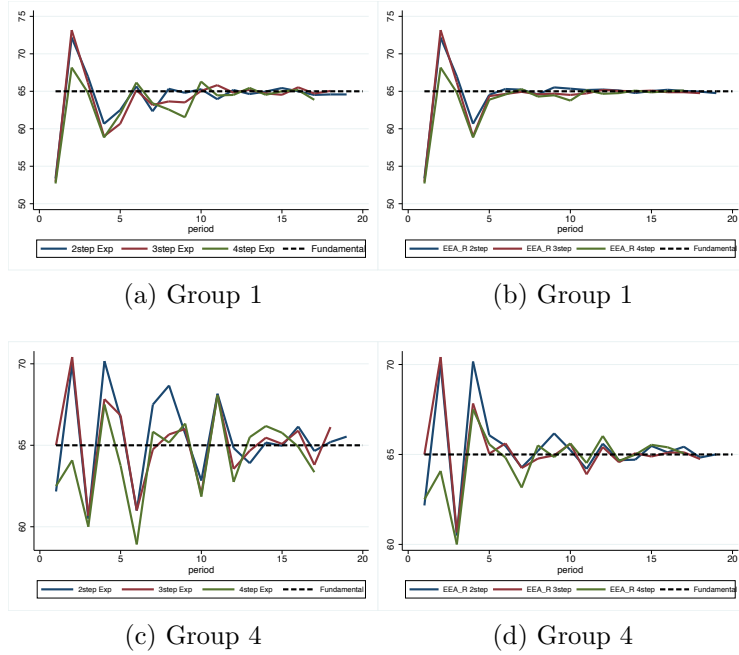 75
70
65
60
55
50
0 5 10 15 20
period
2step Exp 3step Exp 4step Exp Fundamental
(a) Group 1
75
70
65
60
55
50
0 5 10 15 20
period
EEA_R 2step EEA_R 3step EEA_R 4step Fundamental
(b) Group 1
70
65
60
0 5 10 15 20
period
2step Exp 3step Exp 4step Exp Fundamental
(c) Group 4
70
65
60
0 5 10 15 20
period
EEA_R 2step EEA_R 3step EEA_R 4step Fundamental
(d) Group 4